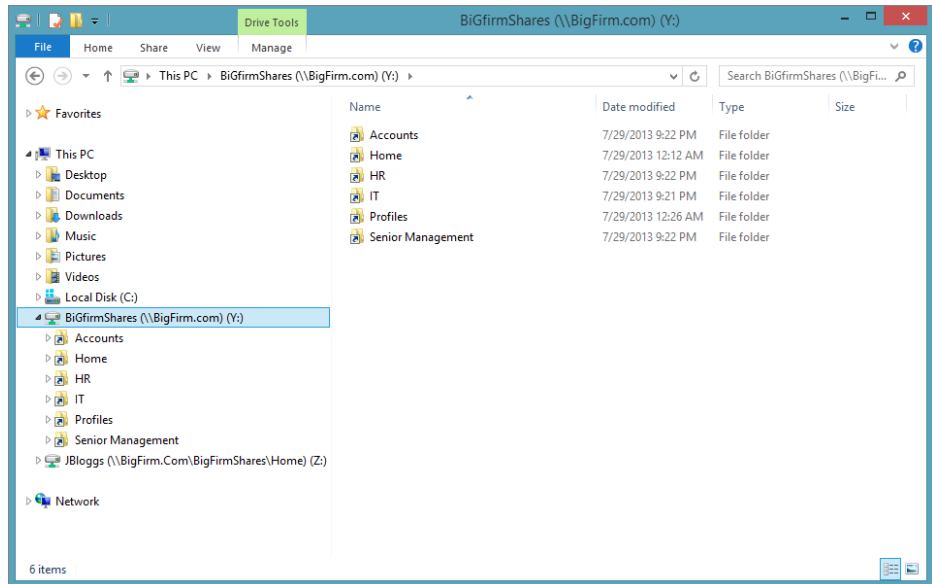 Drive Tools
BiGfirmShares (\\BigFirm.com) (Y:)
File Home Share View Manage
This PC BiGfirmShares (\\BigFirm.com) (Y:)
Search BiGfirmShares (\\BigFi...
Name Date modified Type Size
Favorites
Accounts 7/29/2013 9:22 PM File folder
This PC
Home 7/29/2013 12:12 AM File folder
Desktop
HR 7/29/2013 9:22 PM File folder
Documents
IT 7/29/2013 9:21 PM File folder
Downloads
Profiles 7/29/2013 12:26 AM File folder
Music
Senior Management 7/29/2013 9:22 PM File folder
Pictures
Videos
Local Disk (C:)
BiGfirmShares (\\BigFirm.com) (Y:)
Accounts
Home
HR
IT
Profiles
Senior Management
JBloggs (\\BigFirm.Com\BigFirmShares\Home) (Z:)
Network
6 items